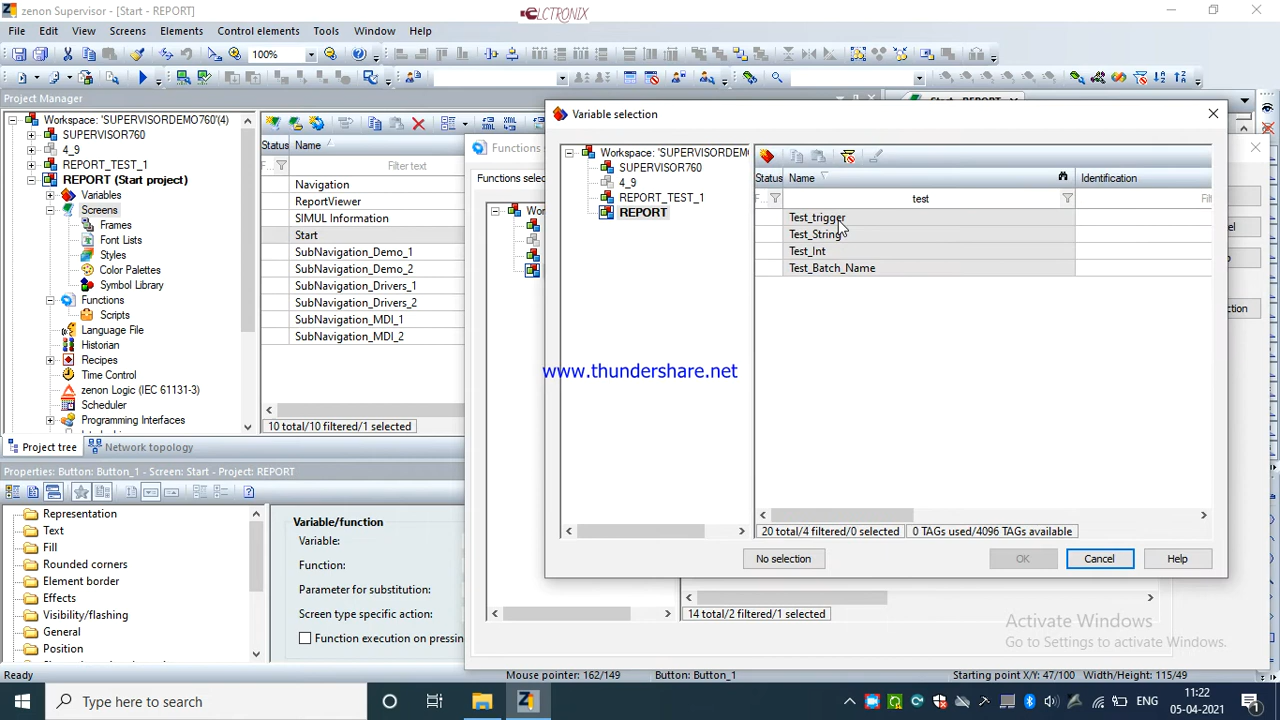 zenon Supervisor - [Start - REPORT]
ELCTRONIX
File Edit View Screens Elements Control elements Tools Window Help
100%
Project Manager
Workspace: 'SUPERVISORDEMO760'(4)
SUPERVISOR760
4_9
REPORT_TEST_1
REPORT (Start project)
Variables
Screens
Frames
Font Lists
Styles
Color Palettes
Symbol Library
Functions
Scripts
Language File
Historian
Recipes
Time Control
zenon Logic (IEC 61131-3)
Scheduler
Programming Interfaces
Project tree Network topology
Status Name
F... Filter text
Navigation
ReportViewer
SIMUL Information
Start
SubNavigation_Demo_1
SubNavigation_Demo_2
SubNavigation_Drivers_1
SubNavigation_Drivers_2
SubNavigation_MDI_1
SubNavigation_MDI_2
10 total/10 filtered/1 selected
Start - REPORT
Functions s
Functions selec
Wor
Variable selection
Workspace: 'SUPERVISORDEM
SUPERVISOR760
4_9
REPORT_TEST_1
REPORT
Status Name Identification
F... test Filt
Test_trigger
Test_String
Test_Int
Test_Batch_Name
www.thundershare.net
20 total/4 filtered/0 selected 0 TAGs used/4096 TAGs available
No selection OK Cancel Help
14 total/2 filtered/1 selected
Properties: Button: Button_1 - Screen: Start - Project: REPORT
Representation
Text
Fill
Rounded corners
Element border
Effects
Visibility/flashing
General
Position
Variable/function
Variable:
Function:
Parameter for substitution:
Screen type specific action:
Function execution on pressin
Activate Windows
Go to Settings to activate Windows.
Ready Mouse pointer: 162/149 Button: Button_1 Starting point X/Y: 47/100 Width/Height: 115/49
Type here to search
ENG
11:22
05-04-2021